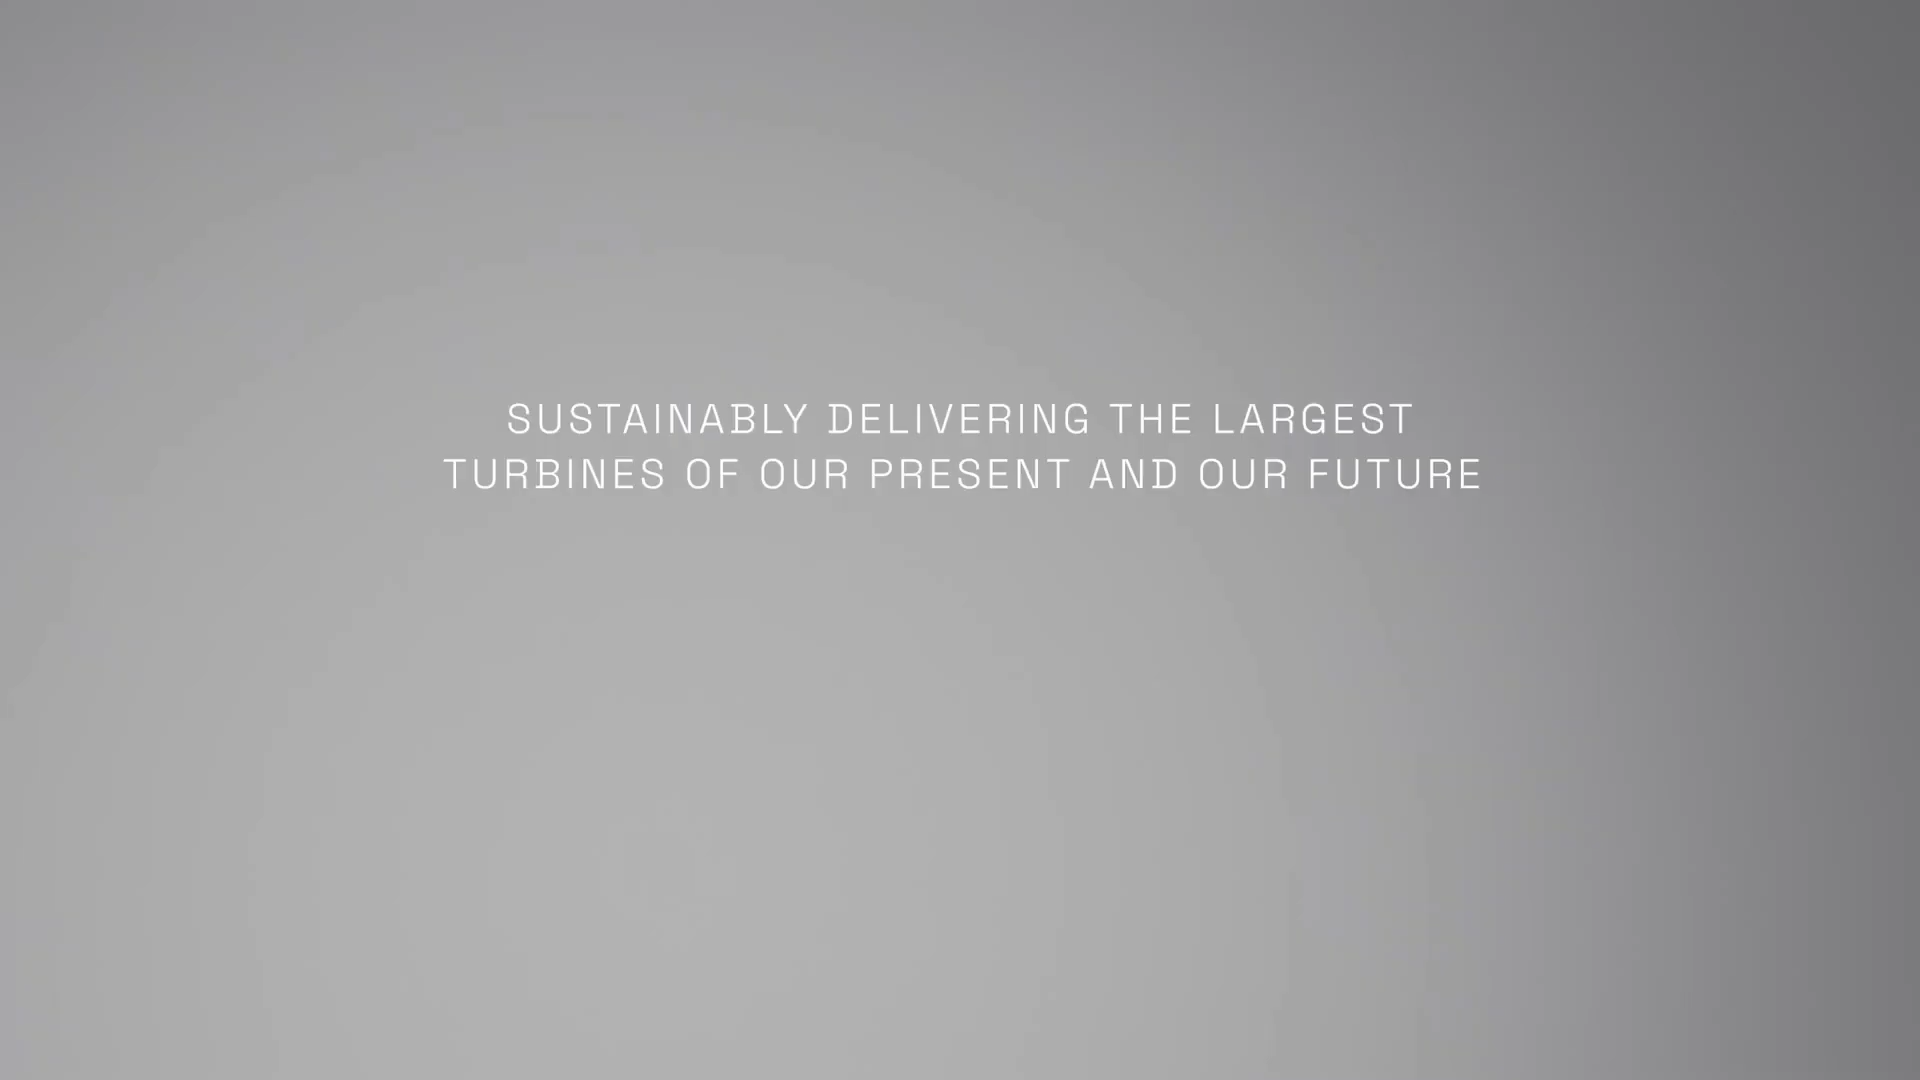 SUSTAINABLY DELIVERING THE LARGEST
TURBINES OF OUR PRESENT AND OUR FUTURE